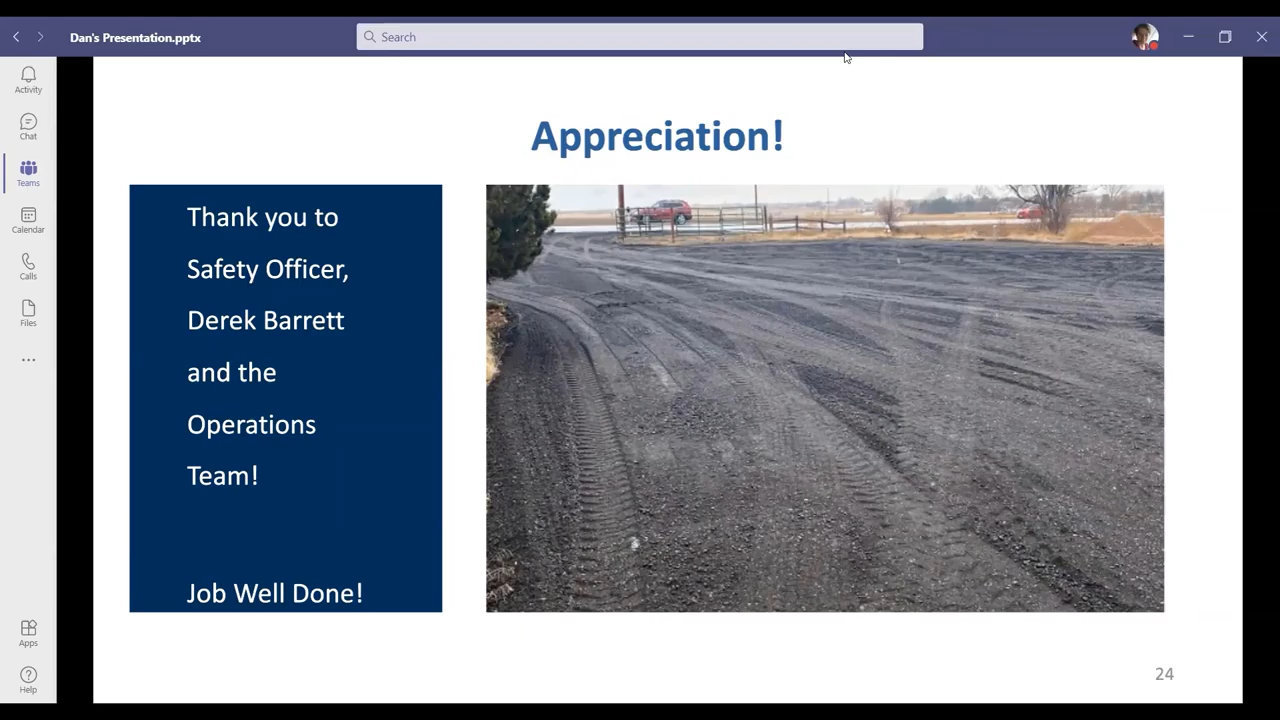 Dan's Presentation.pptx
Search
Activity
Chat
Teams
Calendar
Calls
Files
Apps
Help
Appreciation!
Thank you to
Safety Officer,
Derek Barrett
and the
Operations
Team!
Job Well Done!
24